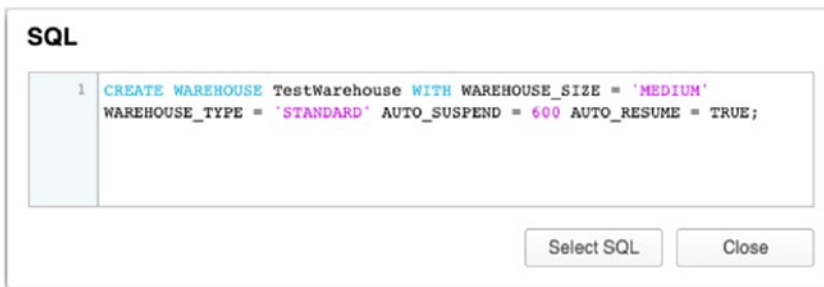 SQL
1 CREATE WAREHOUSE TestWarehouse WITH WAREHOUSE_SIZE = 'MEDIUM'
WAREHOUSE_TYPE = 'STANDARD' AUTO_SUSPEND = 600 AUTO_RESUME = TRUE;
Select SQL Close